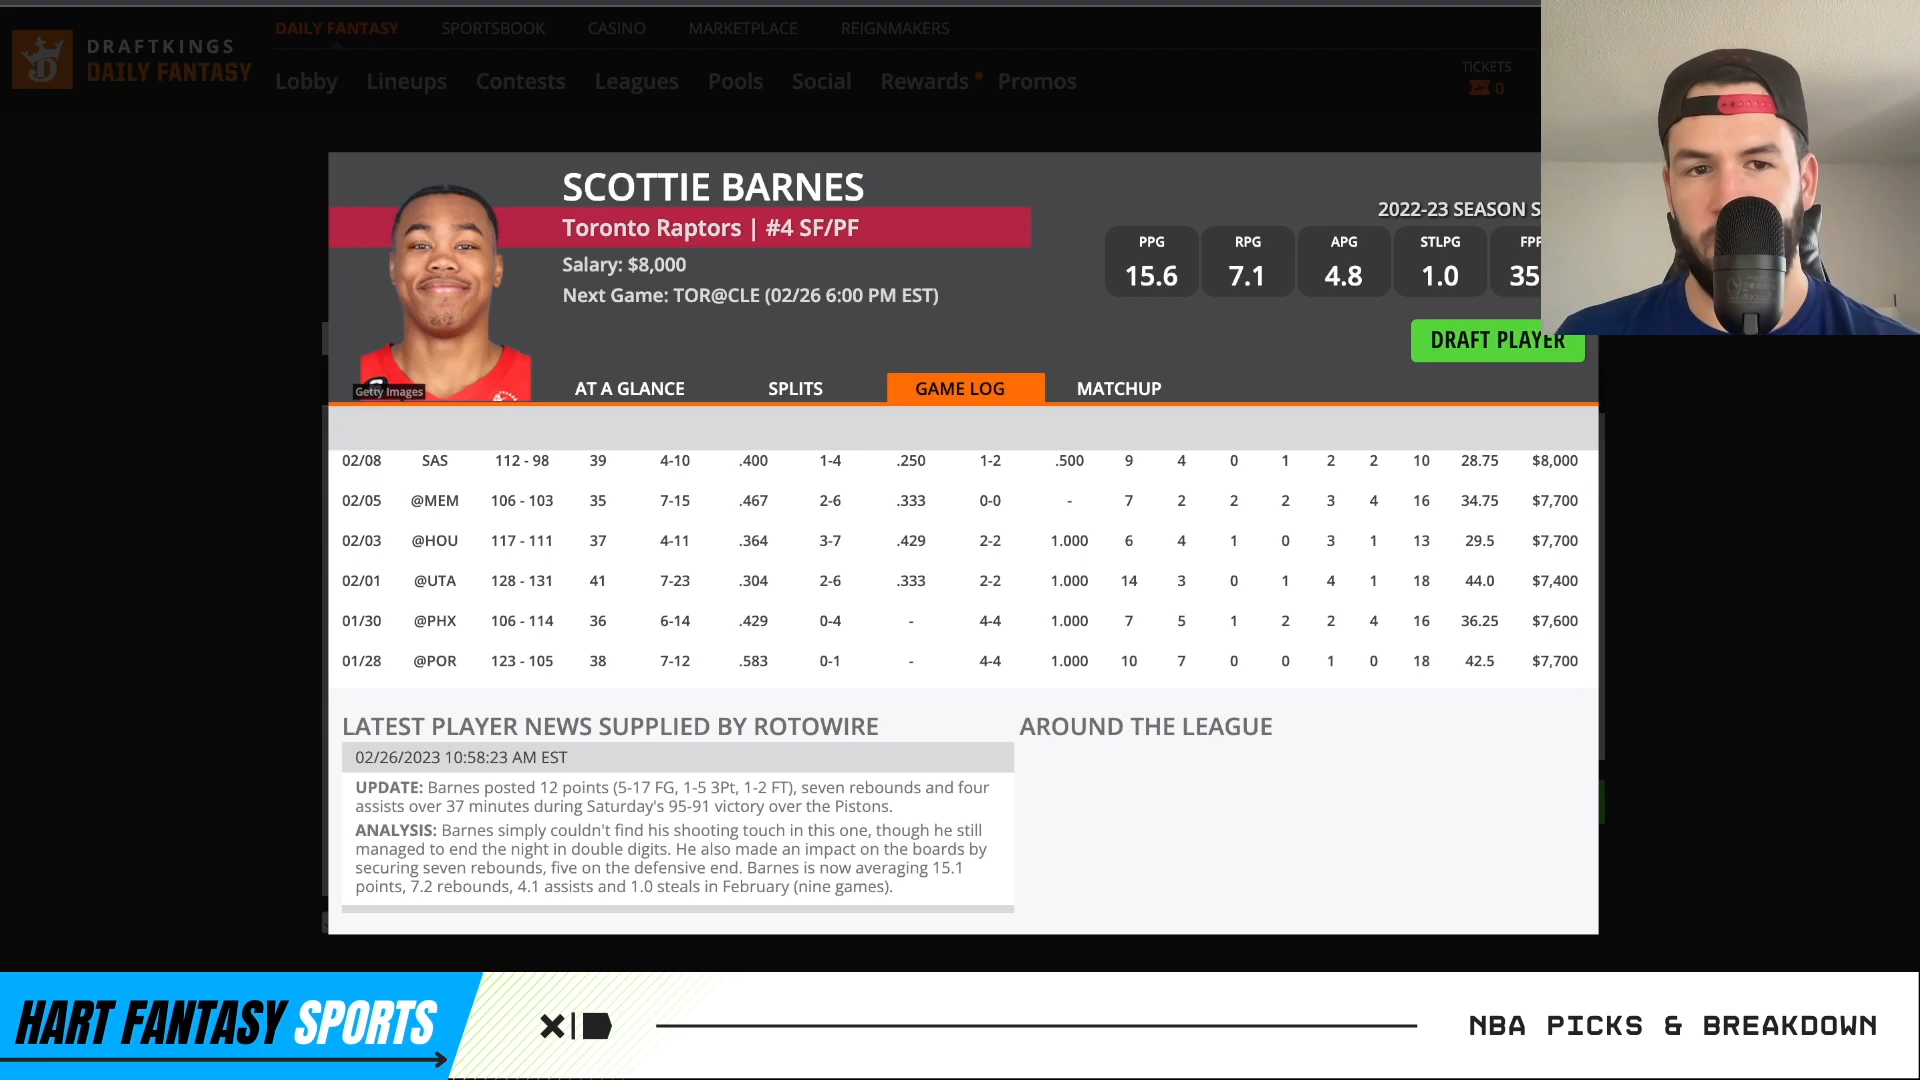 DRAFTKINGS
DAILY FANTASY
DAILY FANTASY SPORTSBOOK CASINO MARKETPLACE REIGNMAKERS
Lobby Lineups Contests Leagues Pools Social Rewards Promos
TICKETS
0
SCOTTIE BARNES
Toronto Raptors | #4 SF/PF
Salary: $8,000
Next Game: TOR@CLE (02/26 6:00 PM EST)
2022-23 SEASON S
PPG RPG APG STLPG FPP
15.6 7.1 4.8 1.0 35
DRAFT PLAYER
Getty Images
AT A GLANCE SPLITS GAME LOG MATCHUP
02/08 SAS 112 - 98 39 4-10 .400 1-4 .250 1-2 .500 9 4 0 1 2 2 10 28.75 $8,000
02/05 @MEM 106 - 103 35 7-15 .467 2-6 .333 0-0 - 7 2 2 2 3 4 16 34.75 $7,700
02/03 @HOU 117 - 111 37 4-11 .364 3-7 .429 2-2 1.000 6 4 1 0 3 1 13 29.5 $7,700
02/01 @UTA 128 - 131 41 7-23 .304 2-6 .333 2-2 1.000 14 3 0 1 4 1 18 44.0 $7,400
01/30 @PHX 106 - 114 36 6-14 .429 0-4 - 4-4 1.000 7 5 1 2 2 4 16 36.25 $7,600
01/28 @POR 123 - 105 38 7-12 .583 0-1 - 4-4 1.000 10 7 0 0 1 0 18 42.5 $7,700
LATEST PLAYER NEWS SUPPLIED BY ROTOWIRE
AROUND THE LEAGUE
02/26/2023 10:58:23 AM EST
UPDATE: Barnes posted 12 points (5-17 FG, 1-5 3Pt, 1-2 FT), seven rebounds and four
assists over 37 minutes during Saturday's 95-91 victory over the Pistons.
ANALYSIS: Barnes simply couldn't find his shooting touch in this one, though he still
managed to end the night in double digits. He also made an impact on the boards by
securing seven rebounds, five on the defensive end. Barnes is now averaging 15.1
points, 7.2 rebounds, 4.1 assists and 1.0 steals in February (nine games).
HART FANTASY SPORTS
NBA PICKS & BREAKDOWN